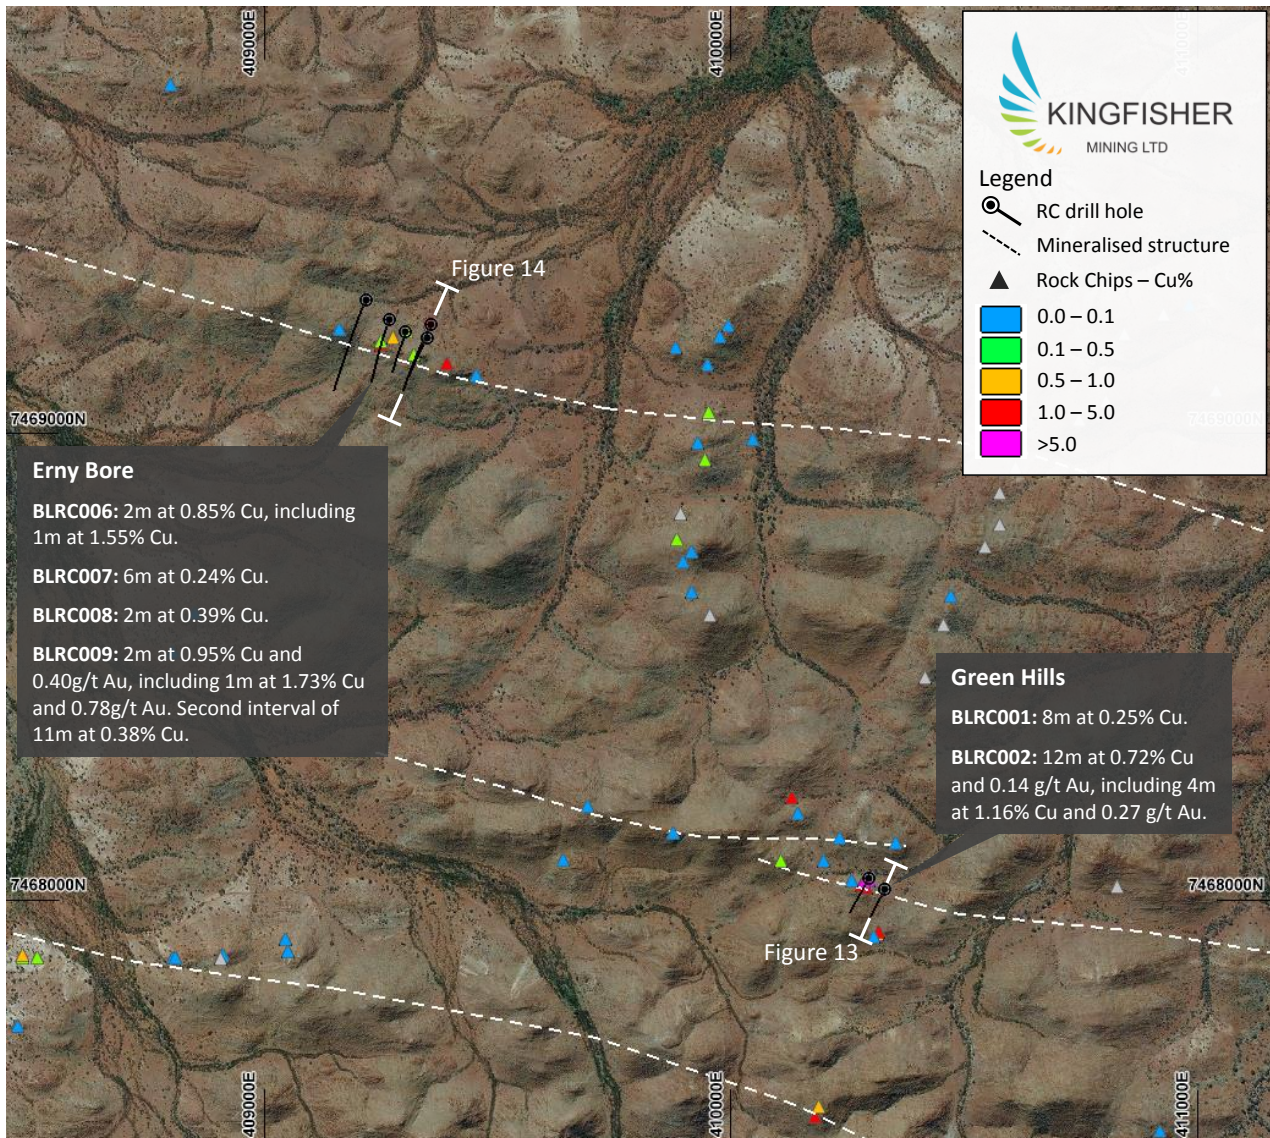 409000E
410000E
411000E
KINGFISHER
MINING LTD
Legend
RC drill hole
Mineralised structure
Rock Chips – Cu%
0.0 – 0.1
0.1 – 0.5
0.5 – 1.0
1.0 – 5.0
>5.0
Figure 14
7469000N
7469000N
Erny Bore
BLRC006: 2m at 0.85% Cu, including
1m at 1.55% Cu.
BLRC007: 6m at 0.24% Cu.
BLRC008: 2m at 0.39% Cu.
BLRC009: 2m at 0.95% Cu and
0.40g/t Au, including 1m at 1.73% Cu
and 0.78g/t Au. Second interval of
11m at 0.38% Cu.
Green Hills
BLRC001: 8m at 0.25% Cu.
BLRC002: 12m at 0.72% Cu
and 0.14 g/t Au, including 4m
at 1.16% Cu and 0.27 g/t Au.
7468000N
7468000N
Figure 13
409000E
410000E
411000E